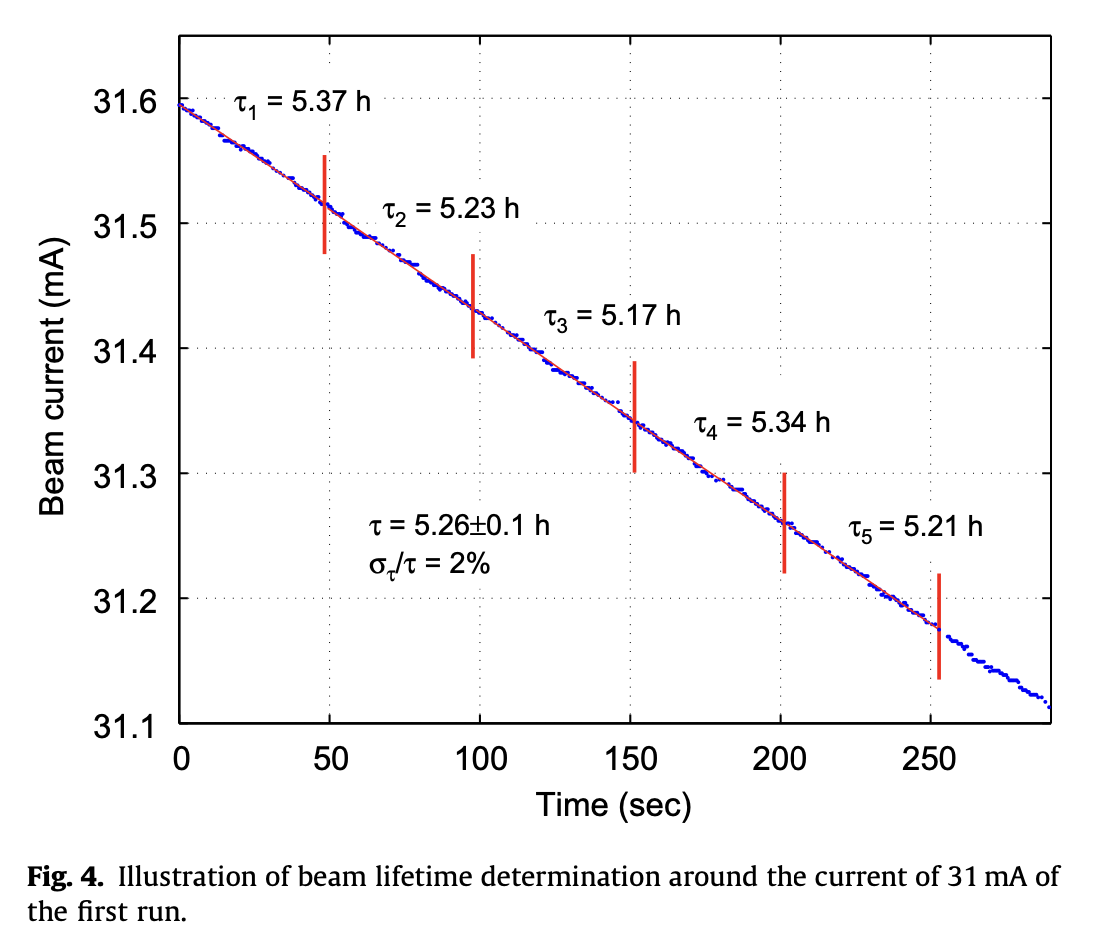 31.6
31.5
31.4
31.3
31.2
31.1
Beam current (mA)
τ1 = 5.37 h
τ2 = 5.23 h
τ3 = 5.17 h
τ4 = 5.34 h
τ5 = 5.21 h
τ = 5.26±0.1 h
στ/τ = 2%
0 50 100 150 200 250
Time (sec)
Fig. 4. Illustration of beam lifetime determination around the current of 31 mA of
the first run.